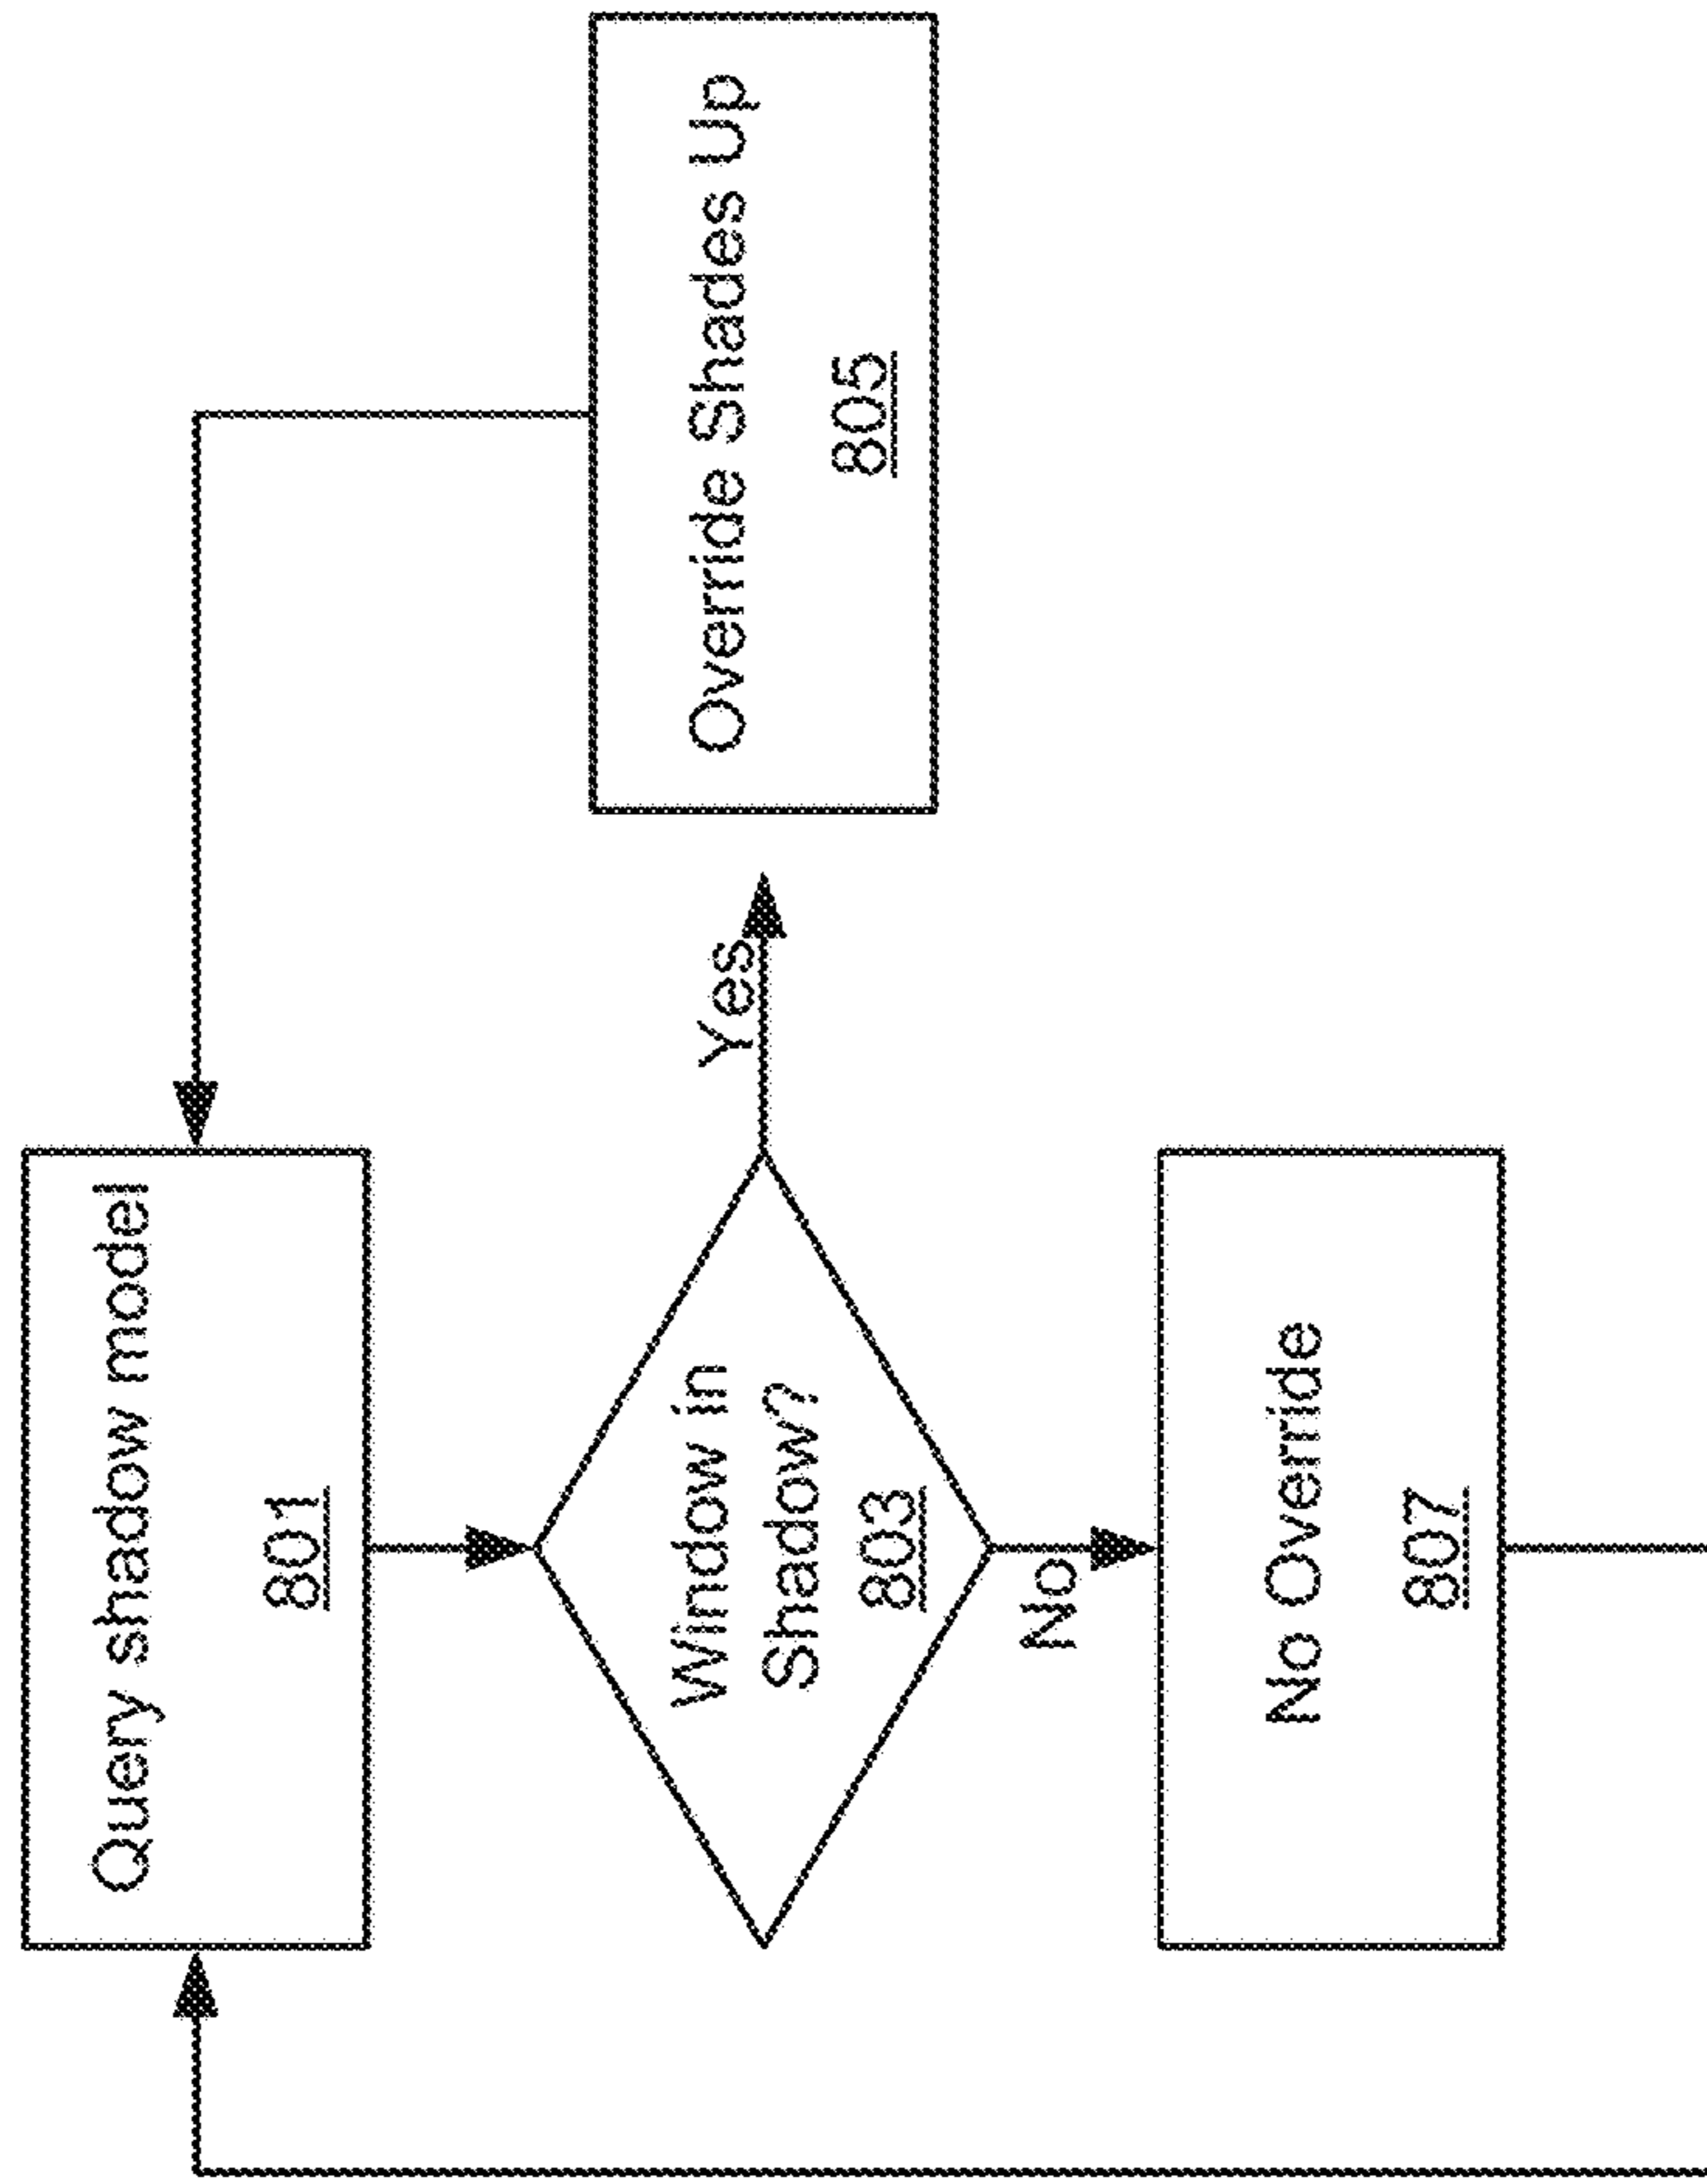 Query shadow model
801
Window in
Shadow?
803
Yes
Override Shades Up
805
No
No Override
807